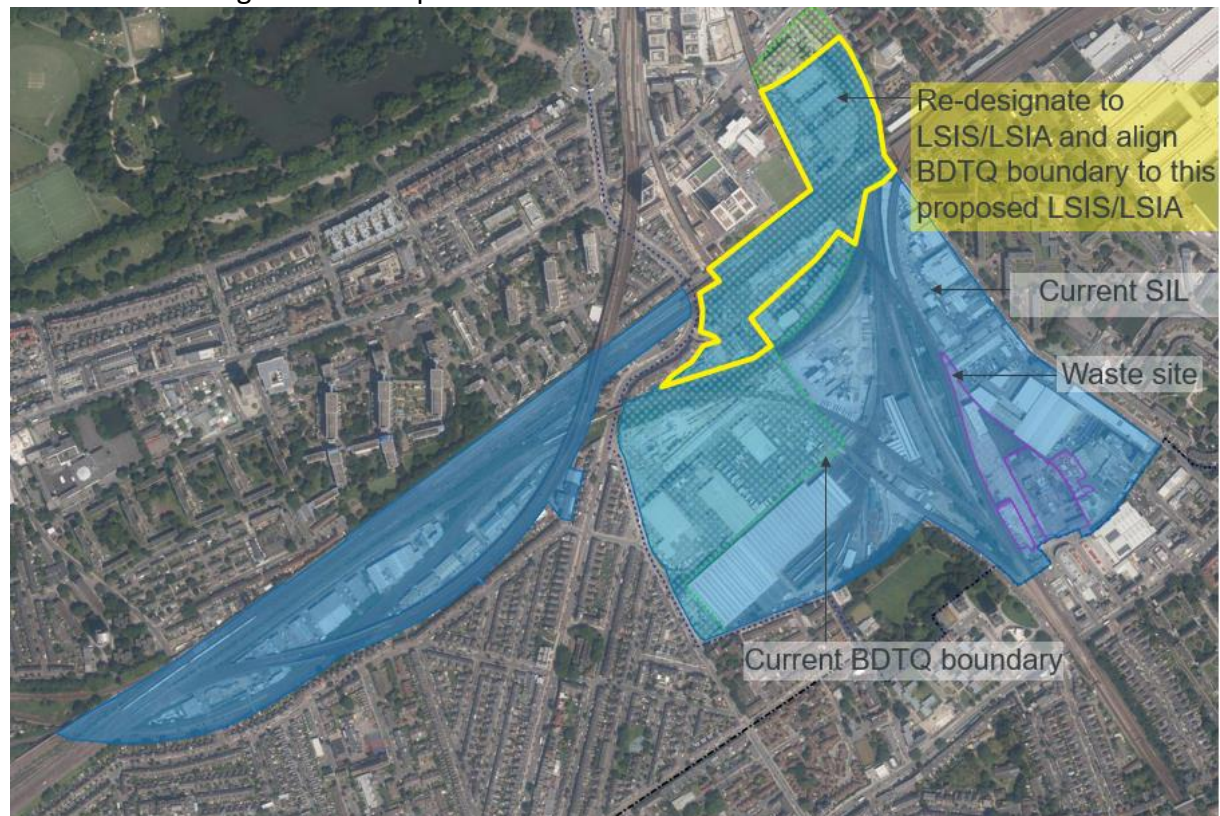 Re-designate to
LSIS/LSIA and align
BDTQ boundary to this
proposed LSIS/LSIA
Current SIL
Waste site
Current BDTQ boundary